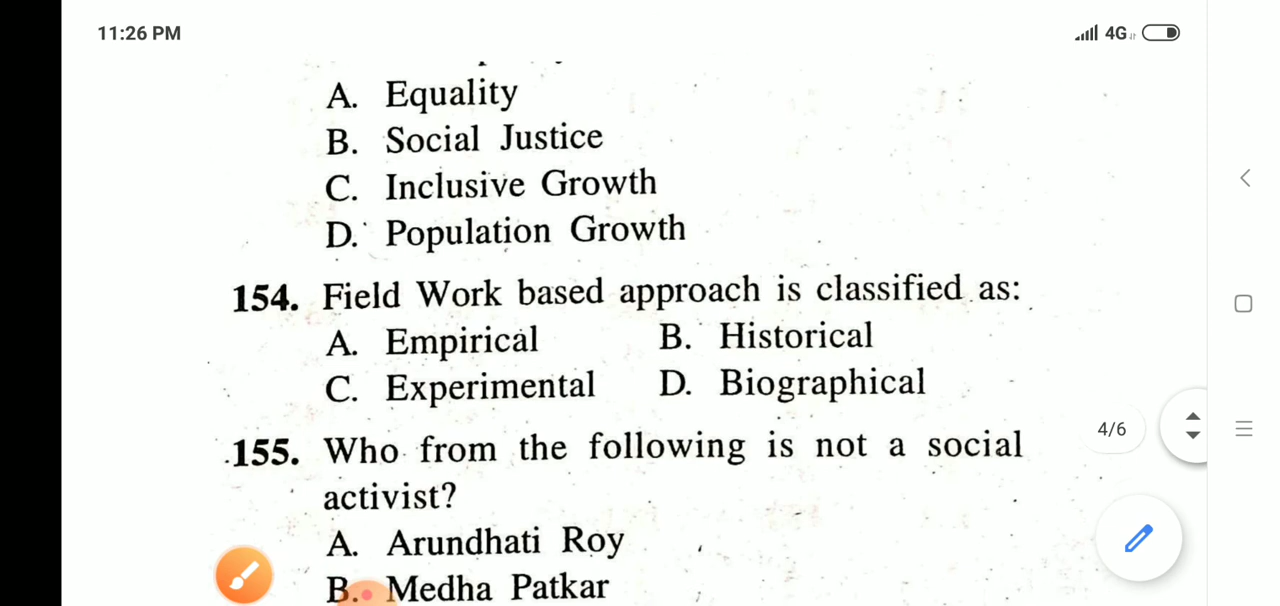 11:26 PM
4G
A. Equality
B. Social Justice
C. Inclusive Growth
D. Population Growth
154. Field Work based approach is classified as:
A. Empirical B. Historical
C. Experimental D. Biographical
4/6
155. Who from the following is not a social
activist?
A. Arundhati Roy
B. Medha Patkar